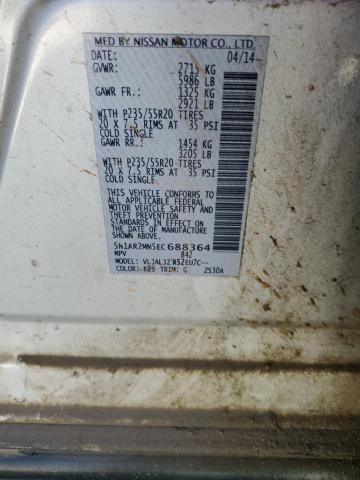 MFD BY NISSAN MOTOR CO., LTD.
DATE: 04/14
GVWR: 2715 KG
5986 LB
GAWR FR: 1325 KG
2921 LB
WITH P235/55R20 TIRES
20 X 7.5 RIMS AT 35 PSI
COLD SINGLE
GAWR RR: 1454 KG
3205 LB
WITH P235/55R20 TIRES
20 X 7.5 RIMS AT 35 PSI
COLD SINGLE
THIS VEHICLE CONFORMS TO
ALL APPLICABLE FEDERAL
MOTOR VEHICLE SAFETY
STANDARDS IN EFFECT ON
THE DATE OF MANUFACTURE
SHOWN ABOVE.
5N1AR2MN5EC688364
MPV 842
MODEL: VLJALJZ R52EU7C--
COLOR: K23 TRIM: G ZS30A